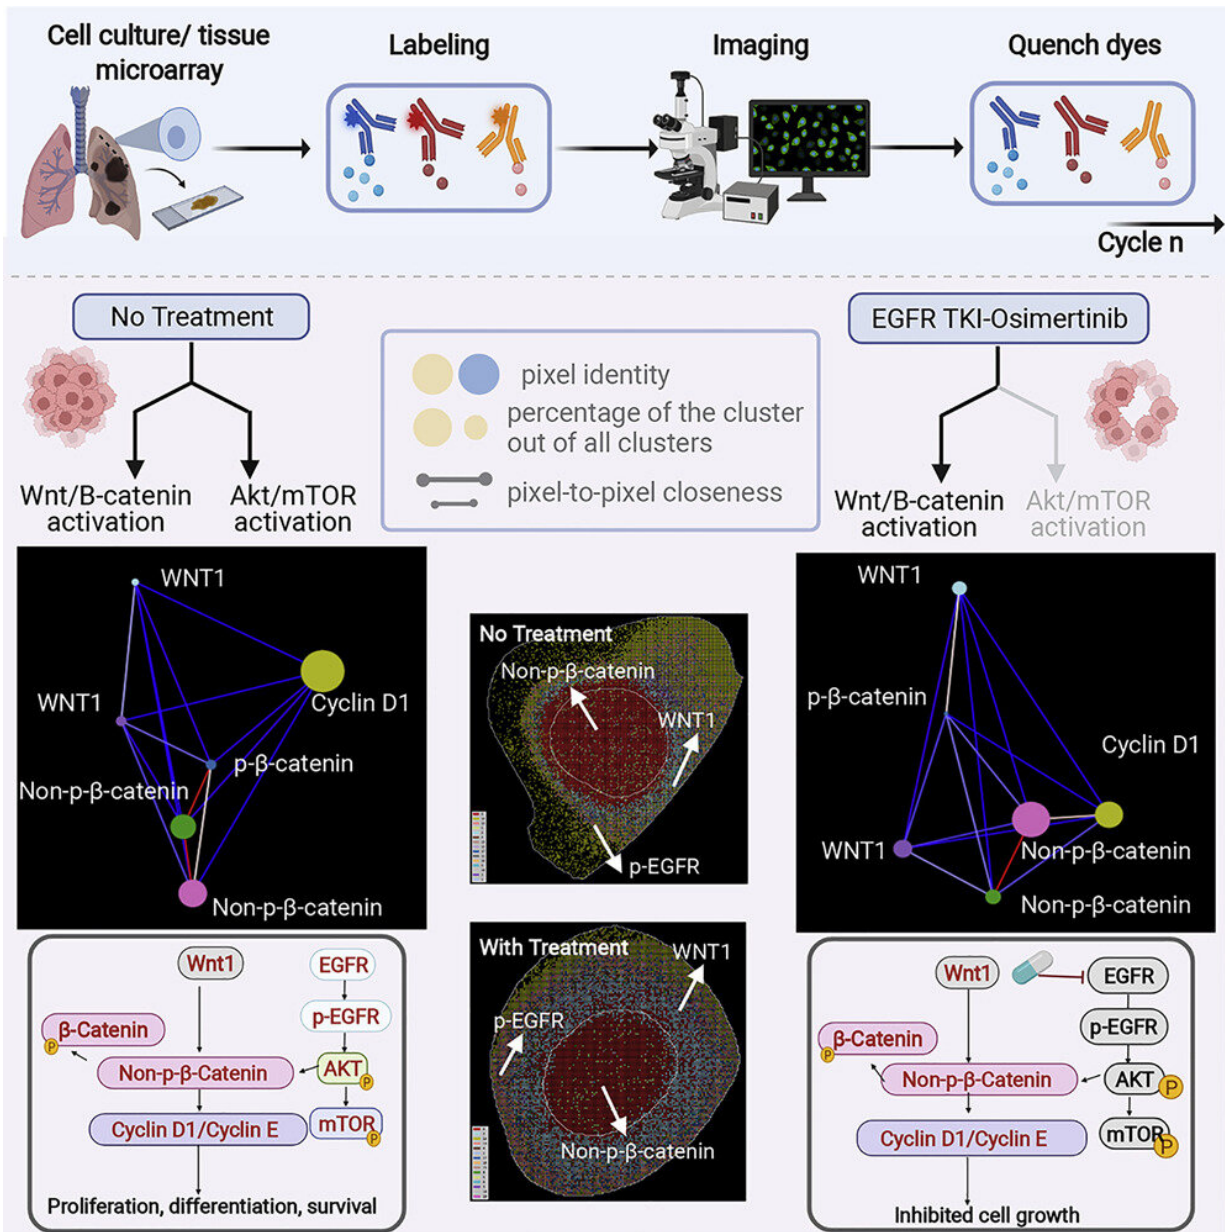 Cell culture/ tissue
microarray
Labeling
Imaging
Quench dyes
Cycle n
No Treatment
EGFR TKI-Osimertinib
pixel identity
percentage of the cluster
out of all clusters
pixel-to-pixel closeness
Wnt/B-catenin
activation
Akt/mTOR
activation
Wnt/B-catenin
activation
Akt/mTOR
activation
WNT1
WNT1
Cyclin D1
p-β-catenin
Non-p-β-catenin
Non-p-β-catenin
No Treatment
Non-p-β-catenin
WNT1
p-EGFR
With Treatment
WNT1
p-EGFR
Non-p-β-catenin
WNT1
p-β-catenin
Cyclin D1
WNT1
Non-p-β-catenin
Non-p-β-catenin
Wnt1
EGFR
p-EGFR
β-Catenin
P
Non-p-β-Catenin
AKT
P
Cyclin D1/Cyclin E
mTOR
P
Proliferation, differentiation, survival
Wnt1
EGFR
p-EGFR
β-Catenin
P
Non-p-β-Catenin
AKT
P
Cyclin D1/Cyclin E
mTOR
P
Inhibited cell growth